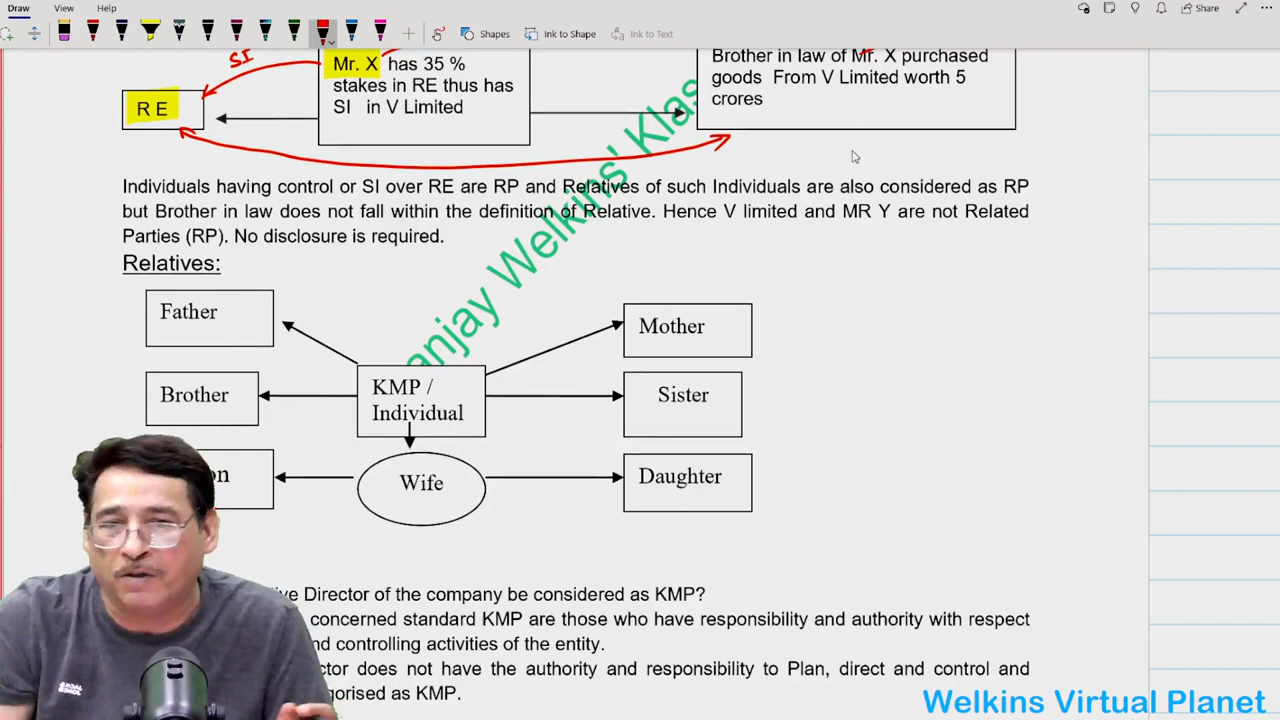 Draw View Help Share
Shapes Ink to Shape Ink to Text
SI
Mr. X has 35 %
stakes in RE thus has
SI in V Limited
R E
Brother in law of Mr. X purchased
goods From V Limited worth 5
crores
Individuals having control or SI over RE are RP and Relatives of such Individuals are also considered as RP
but Brother in law does not fall within the definition of Relative. Hence V limited and MR Y are not Related
Parties (RP). No disclosure is required.
Relatives:
Father
Mother
KMP /
Individual
Brother
Sister
on
Wife
Daughter
ive Director of the company be considered as KMP?
concerned standard KMP are those who have responsibility and authority with respect
and controlling activities of the entity.
ctor does not have the authority and responsibility to Plan, direct and control and
gorised as KMP.
anjay Welkins' Klas
Welkins Virtual Planet